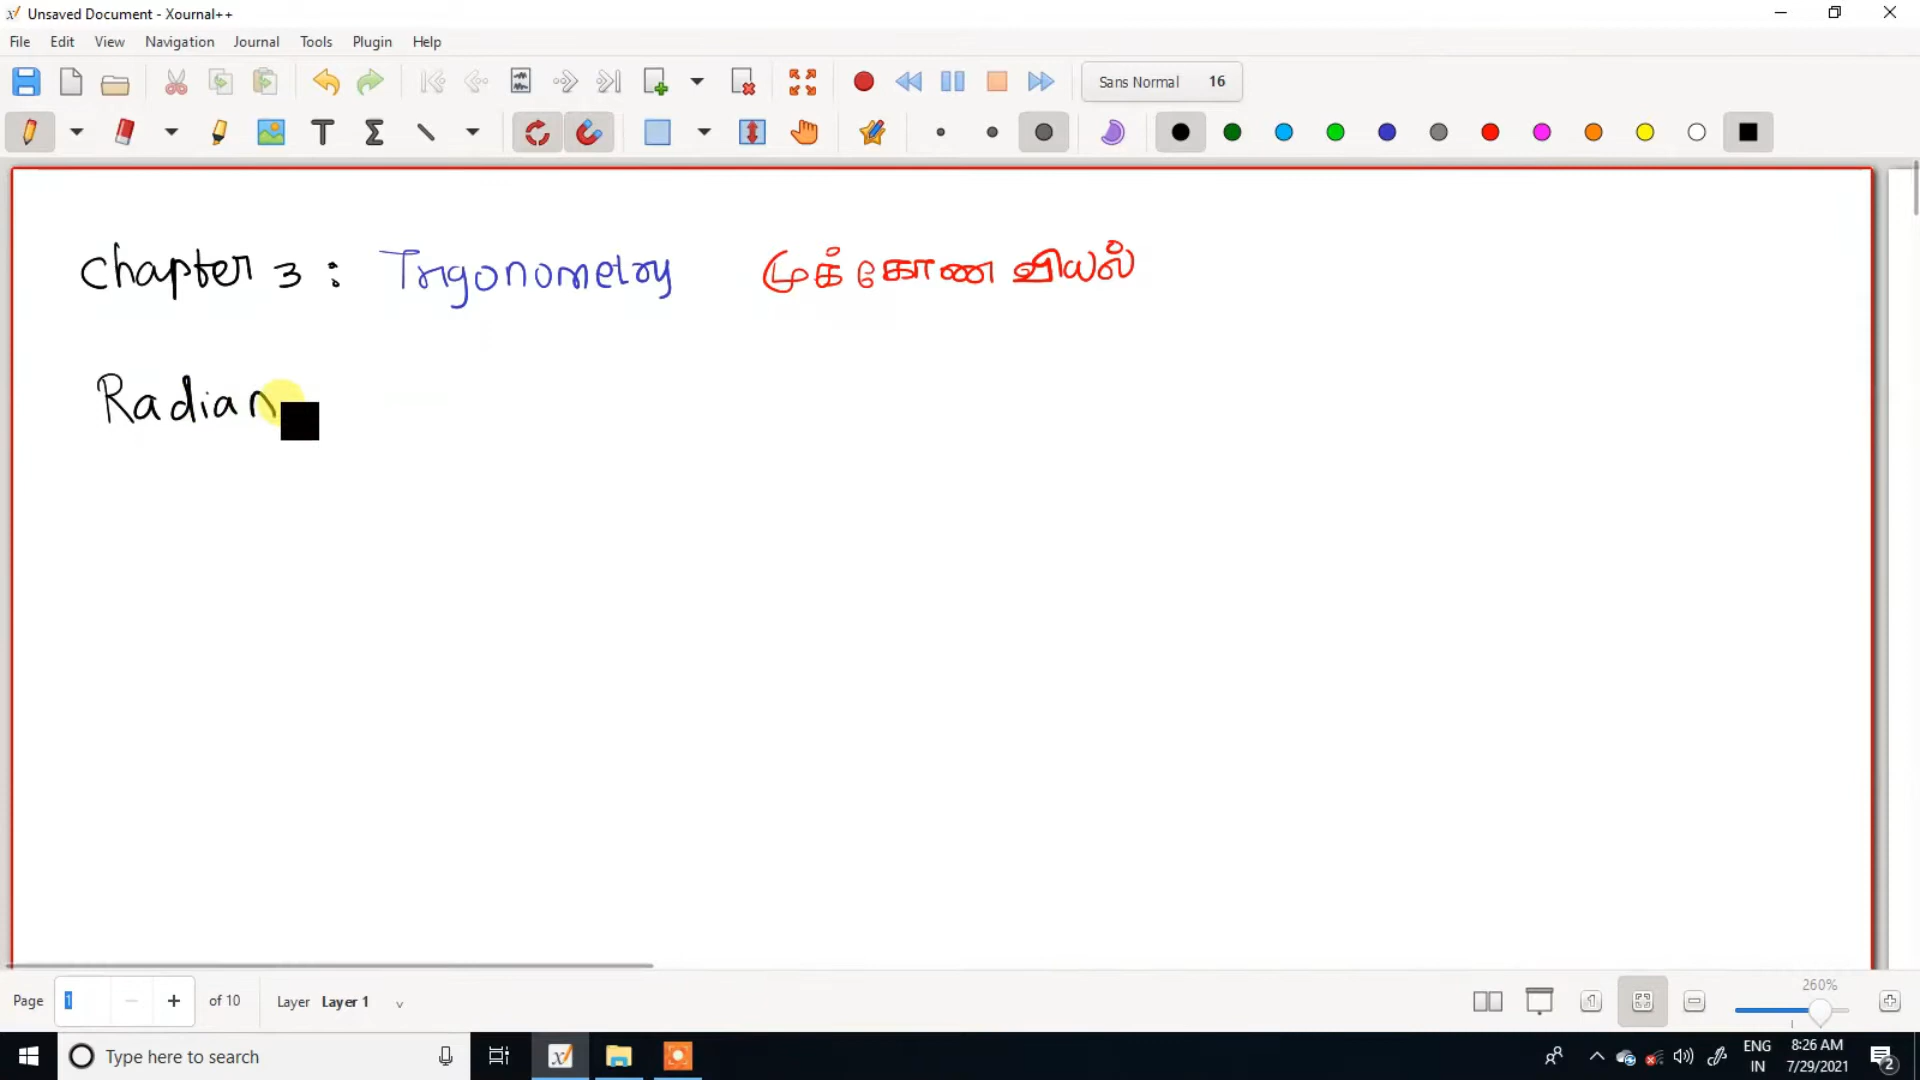 Unsaved Document - Xournal++
File Edit View Navigation Journal Tools Plugin Help
Sans Normal 16
Chapter 3 : Trigonometry முக்கோணவியல்
Radian
260%
Page 1 of 10 Layer Layer 1
Type here to search
ENG 8:26 AM
IN 7/29/2021 2